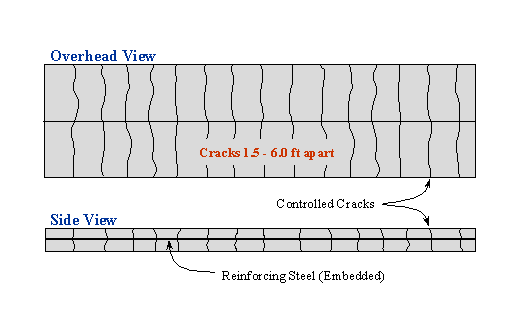 Overhead View
Cracks 1.5 - 6.0 ft apart
Controlled Cracks
Side View
Reinforcing Steel (Embedded)